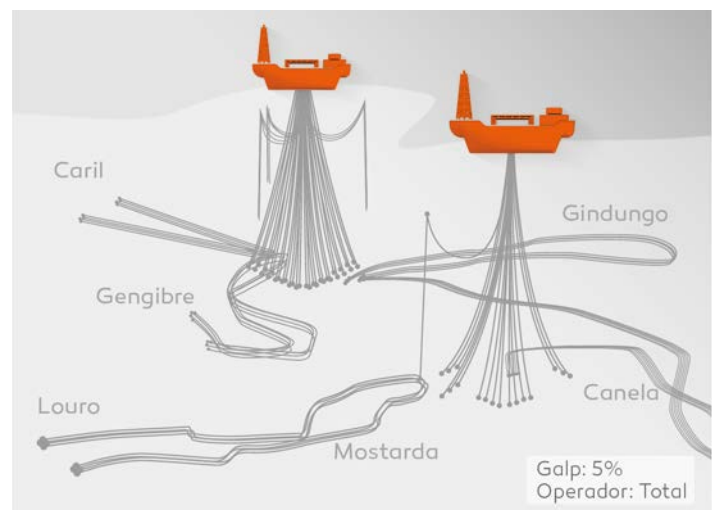 Caril
Gindungo
Gengibre
Canela
Louro
Mostarda
Galp: 5%
Operador: Total